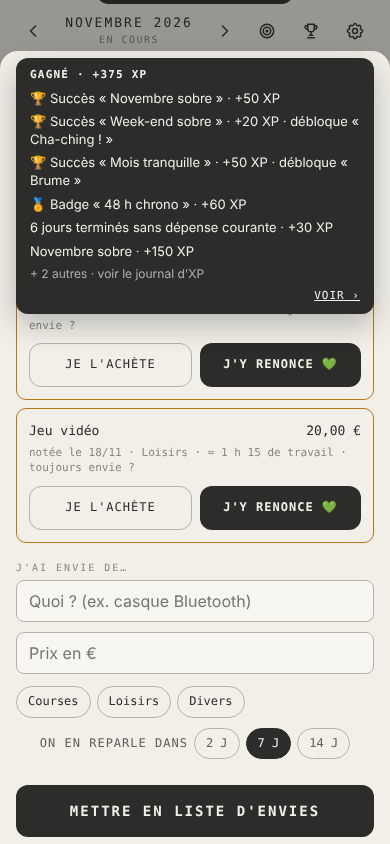 NOVEMBRE 2026
EN COURS
GAGNÉ · +375 XP
🏆 Succès « Novembre sobre » · +50 XP
🏆 Succès « Week-end sobre » · +20 XP · débloque «
Cha-ching ! »
🏆 Succès « Mois tranquille » · +50 XP · débloque «
Brume »
🏅 Badge « 48 h chrono » · +60 XP
6 jours terminés sans dépense courante · +30 XP
Novembre sobre · +150 XP
+ 2 autres · voir le journal d'XP
VOIR ›
envie ?
JE L'ACHÈTE
J'Y RENONCE 💚
Jeu vidéo
20,00 €
notée le 18/11 · Loisirs · ≈ 1 h 15 de travail ·
toujours envie ?
JE L'ACHÈTE
J'Y RENONCE 💚
J'AI ENVIE DE…
Quoi ? (ex. casque Bluetooth)
Prix en €
Courses
Loisirs
Divers
ON EN REPARLE DANS
2 J
7 J
14 J
METTRE EN LISTE D'ENVIES